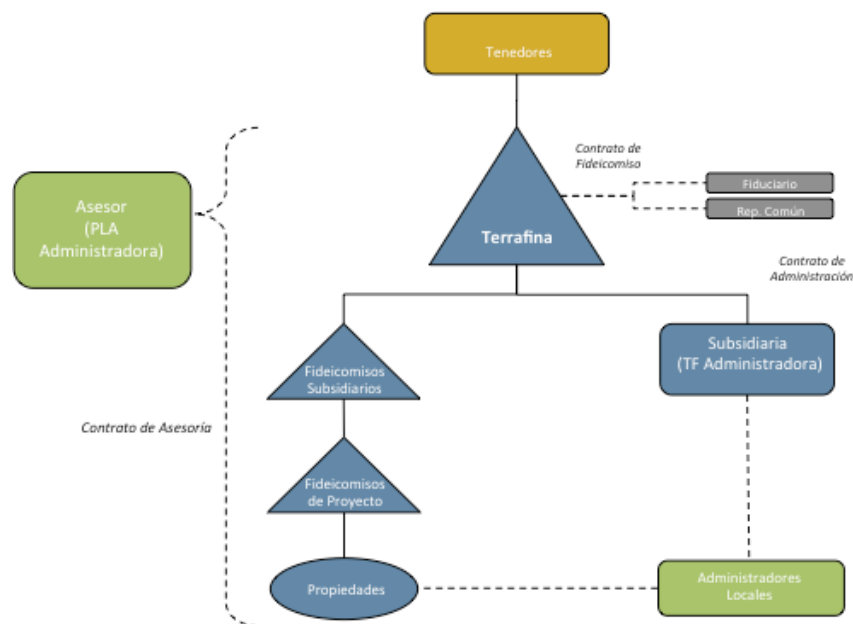 Tenedores
Contrato de
Fideicomiso
Fiduciario
Rep. Común
Asesor
(PLA
Administradora)
Terrafina
Contrato de
Administración
Fideicomisos
Subsidiarios
Subsidiaria
(TF Administradora)
Contrato de Asesoría
Fideicomisos
de Proyecto
Propiedades
Administradores
Locales